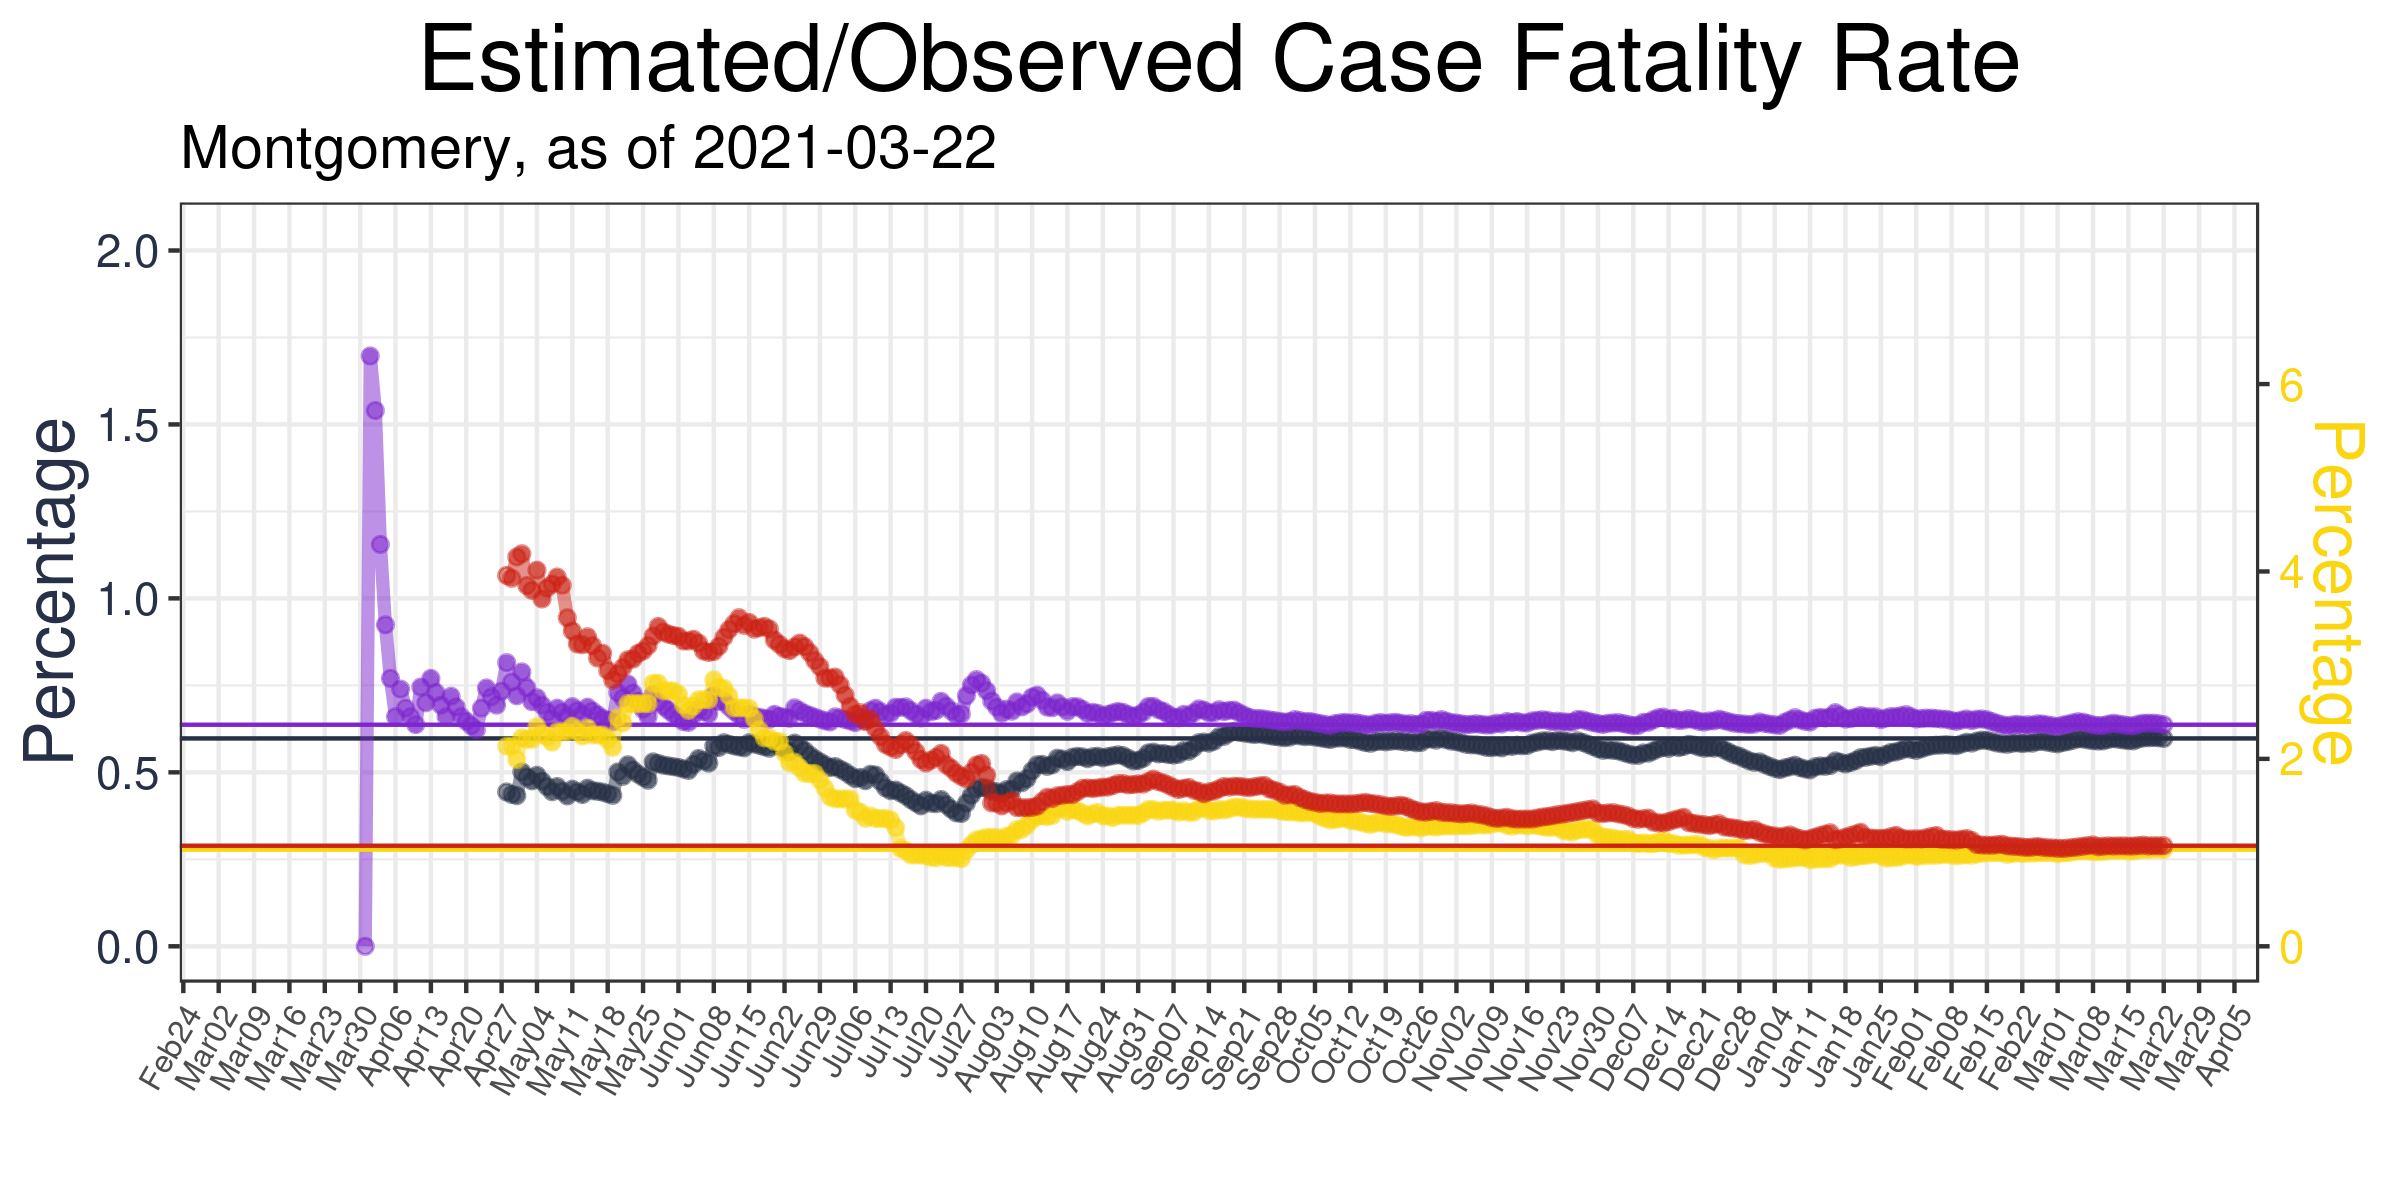 Estimated/Observed Case Fatality Rate
Montgomery, as of 2021-03-22
Percentage
2.0
1.5
1.0
0.5
0.0
6
4
2
0
Percentage
Feb24 Mar02 Mar09 Mar16 Mar23 Mar30 Apr06 Apr13 Apr20 Apr27 May04 May11 May18 May25 Jun01 Jun08 Jun15 Jun22 Jun29 Jul06 Jul13 Jul20 Jul27 Aug03 Aug10 Aug17 Aug24 Aug31 Sep07 Sep14 Sep21 Sep28 Oct05 Oct12 Oct19 Oct26 Nov02 Nov09 Nov16 Nov23 Nov30 Dec07 Dec14 Dec21 Dec28 Jan04 Jan11 Jan18 Jan25 Feb01 Feb08 Feb15 Feb22 Mar01 Mar08 Mar15 Mar22 Mar29 Apr05